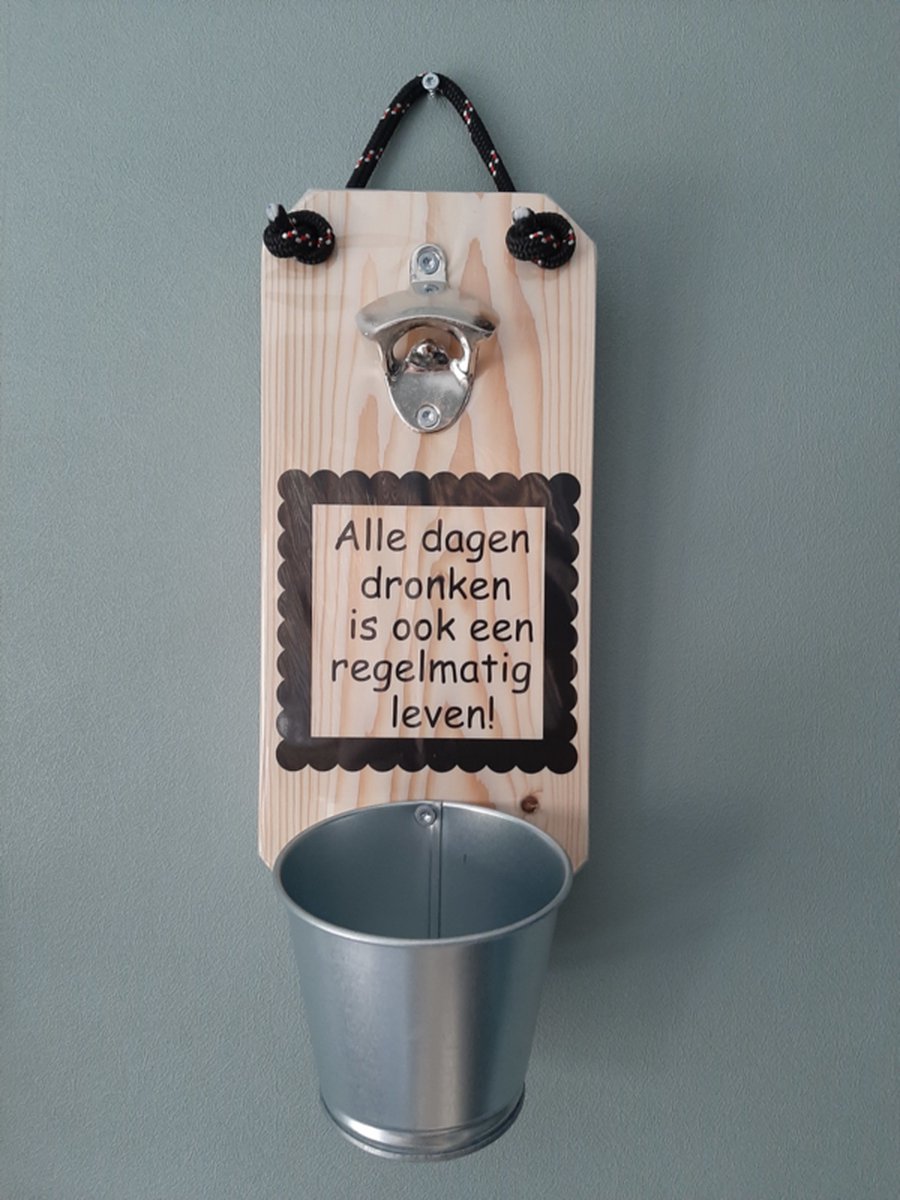 Alle dagen
dronken
is ook een
regelmatig
leven!